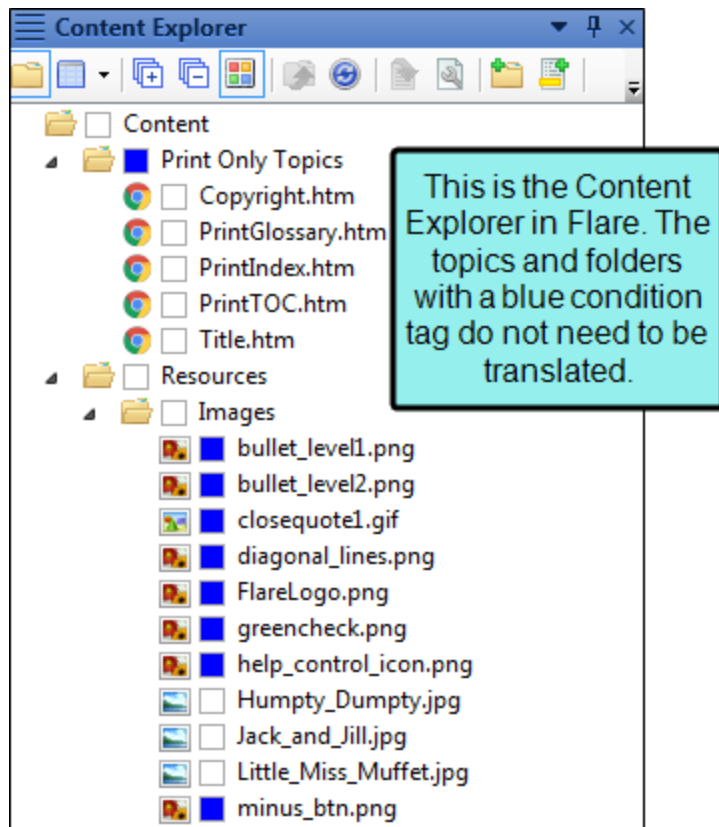 Content Explorer
Content
Print Only Topics
Copyright.htm
PrintGlossary.htm
PrintIndex.htm
PrintTOC.htm
Title.htm
Resources
Images
bullet_level1.png
bullet_level2.png
closequote1.gif
diagonal_lines.png
FlareLogo.png
greencheck.png
help_control_icon.png
Humpty_Dumpty.jpg
Jack_and_Jill.jpg
Little_Miss_Muffet.jpg
minus_btn.png
This is the Content
Explorer in Flare. The
topics and folders
with a blue condition
tag do not need to be
translated.